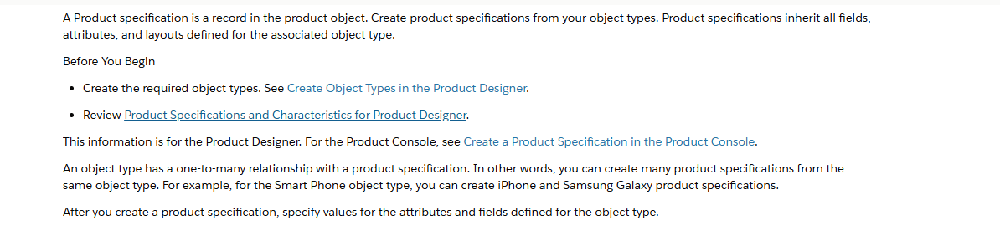 A Product specification is a record in the product object. Create product specifications from your object types. Product specifications inherit all fields,
attributes, and layouts defined for the associated object type.
Before You Begin
• Create the required object types. See Create Object Types in the Product Designer.
• Review Product Specifications and Characteristics for Product Designer.
This information is for the Product Designer. For the Product Console, see Create a Product Specification in the Product Console.
An object type has a one-to-many relationship with a product specification. In other words, you can create many product specifications from the
same object type. For example, for the Smart Phone object type, you can create iPhone and Samsung Galaxy product specifications.
After you create a product specification, specify values for the attributes and fields defined for the object type.